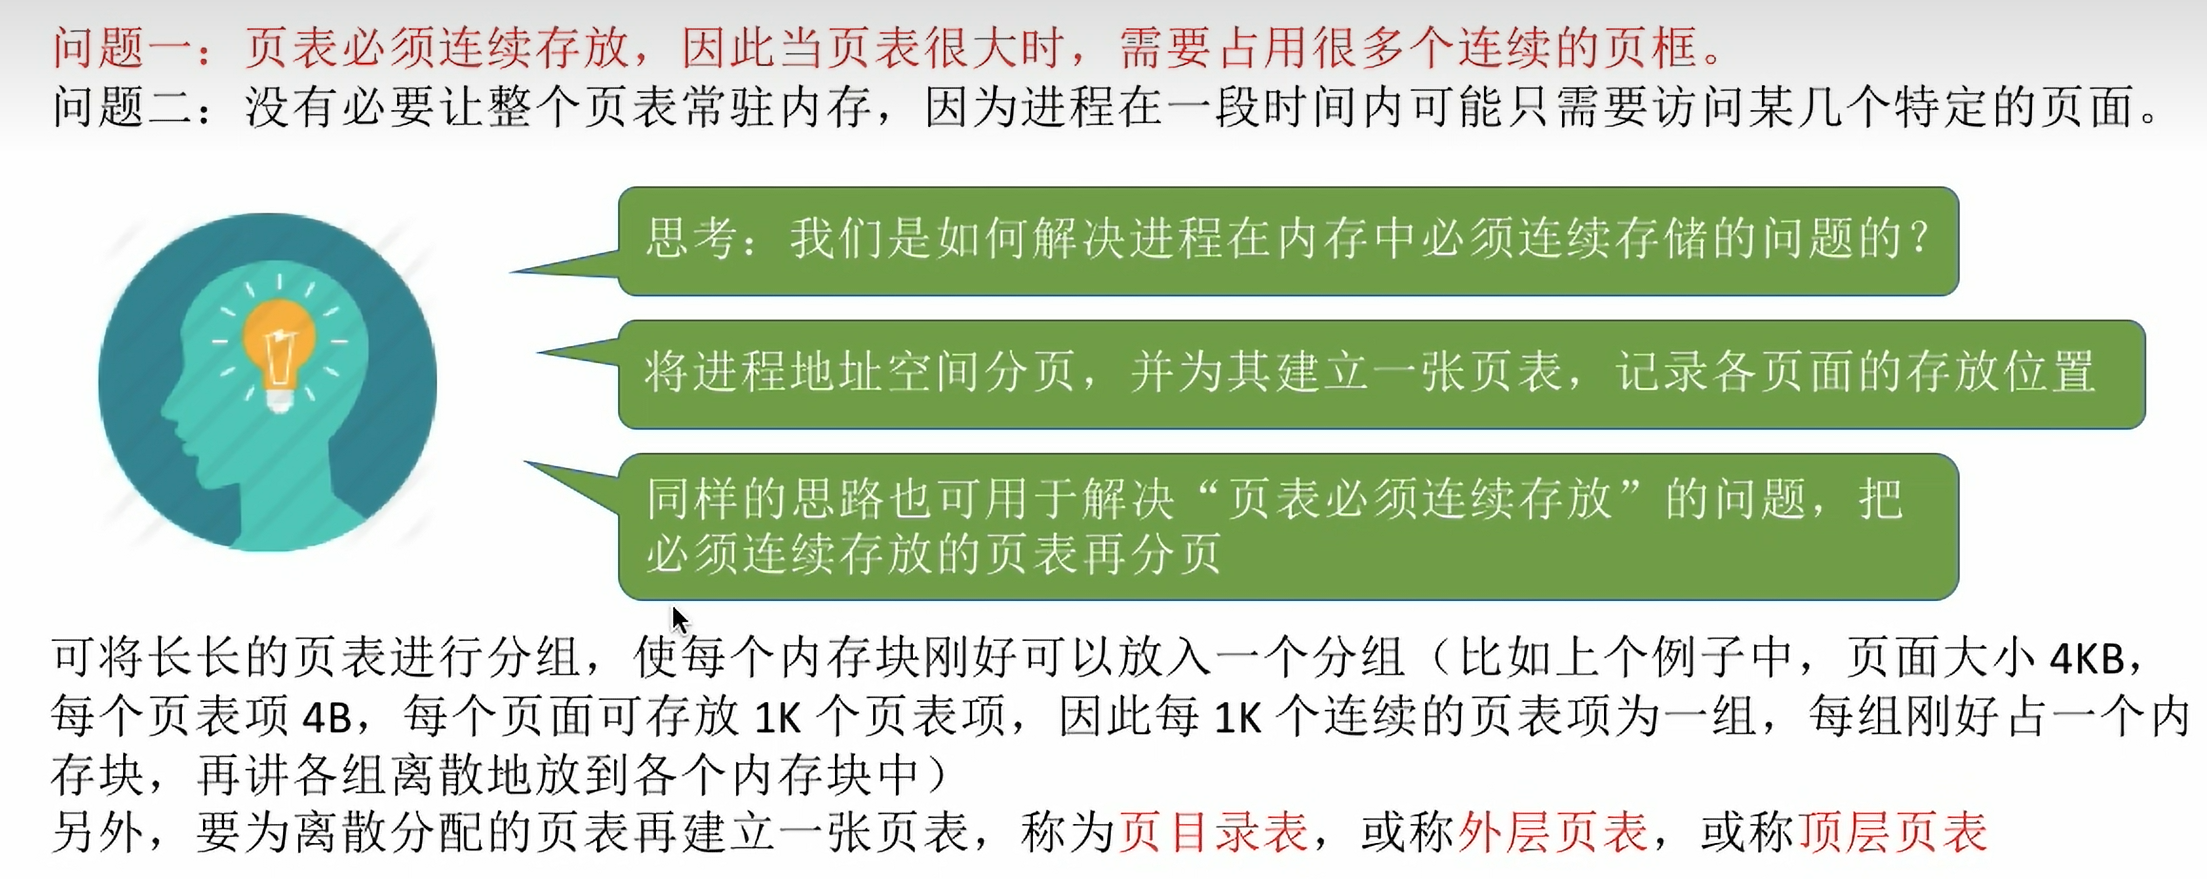 问题一：页表必须连续存放，因此当页表很大时，需要占用很多个连续的页框。
问题二：没有必要让整个页表常驻内存，因为进程在一段时间内可能只需要访问某几个特定的页面。
思考：我们是如何解决进程在内存中必须连续存储的问题的？
将进程地址空间分页，并为其建立一张页表，记录各页面的存放位置
同样的思路也可用于解决“页表必须连续存放”的问题，把
必须连续存放的页表再分页
可将长长的页表进行分组，使每个内存块刚好可以放入一个分组（比如上个例子中，页面大小 4KB，
每个页表项 4B，每个页面可存放 1K 个页表项，因此每 1K 个连续的页表项为一组，每组刚好占一个内
存块，再讲各组离散地放到各个内存块中）
另外，要为离散分配的页表再建立一张页表，称为页目录表，或称外层页表，或称顶层页表